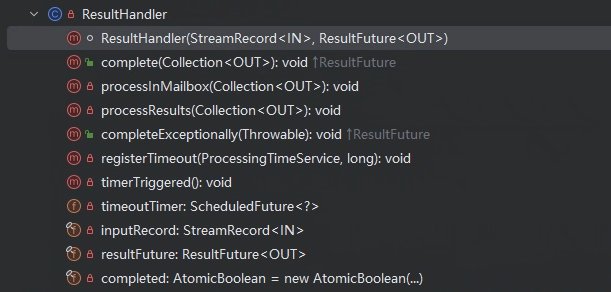 C ResultHandler
m ResultHandler(StreamRecord<IN>, ResultFuture<OUT>)
m complete(Collection<OUT>): void ↑ResultFuture
m processInMailbox(Collection<OUT>): void
m processResults(Collection<OUT>): void
m completeExceptionally(Throwable): void ↑ResultFuture
m registerTimeout(ProcessingTimeService, long): void
m timerTriggered(): void
f timeoutTimer: ScheduledFuture<?>
f inputRecord: StreamRecord<IN>
f resultFuture: ResultFuture<OUT>
f completed: AtomicBoolean = new AtomicBoolean(...)